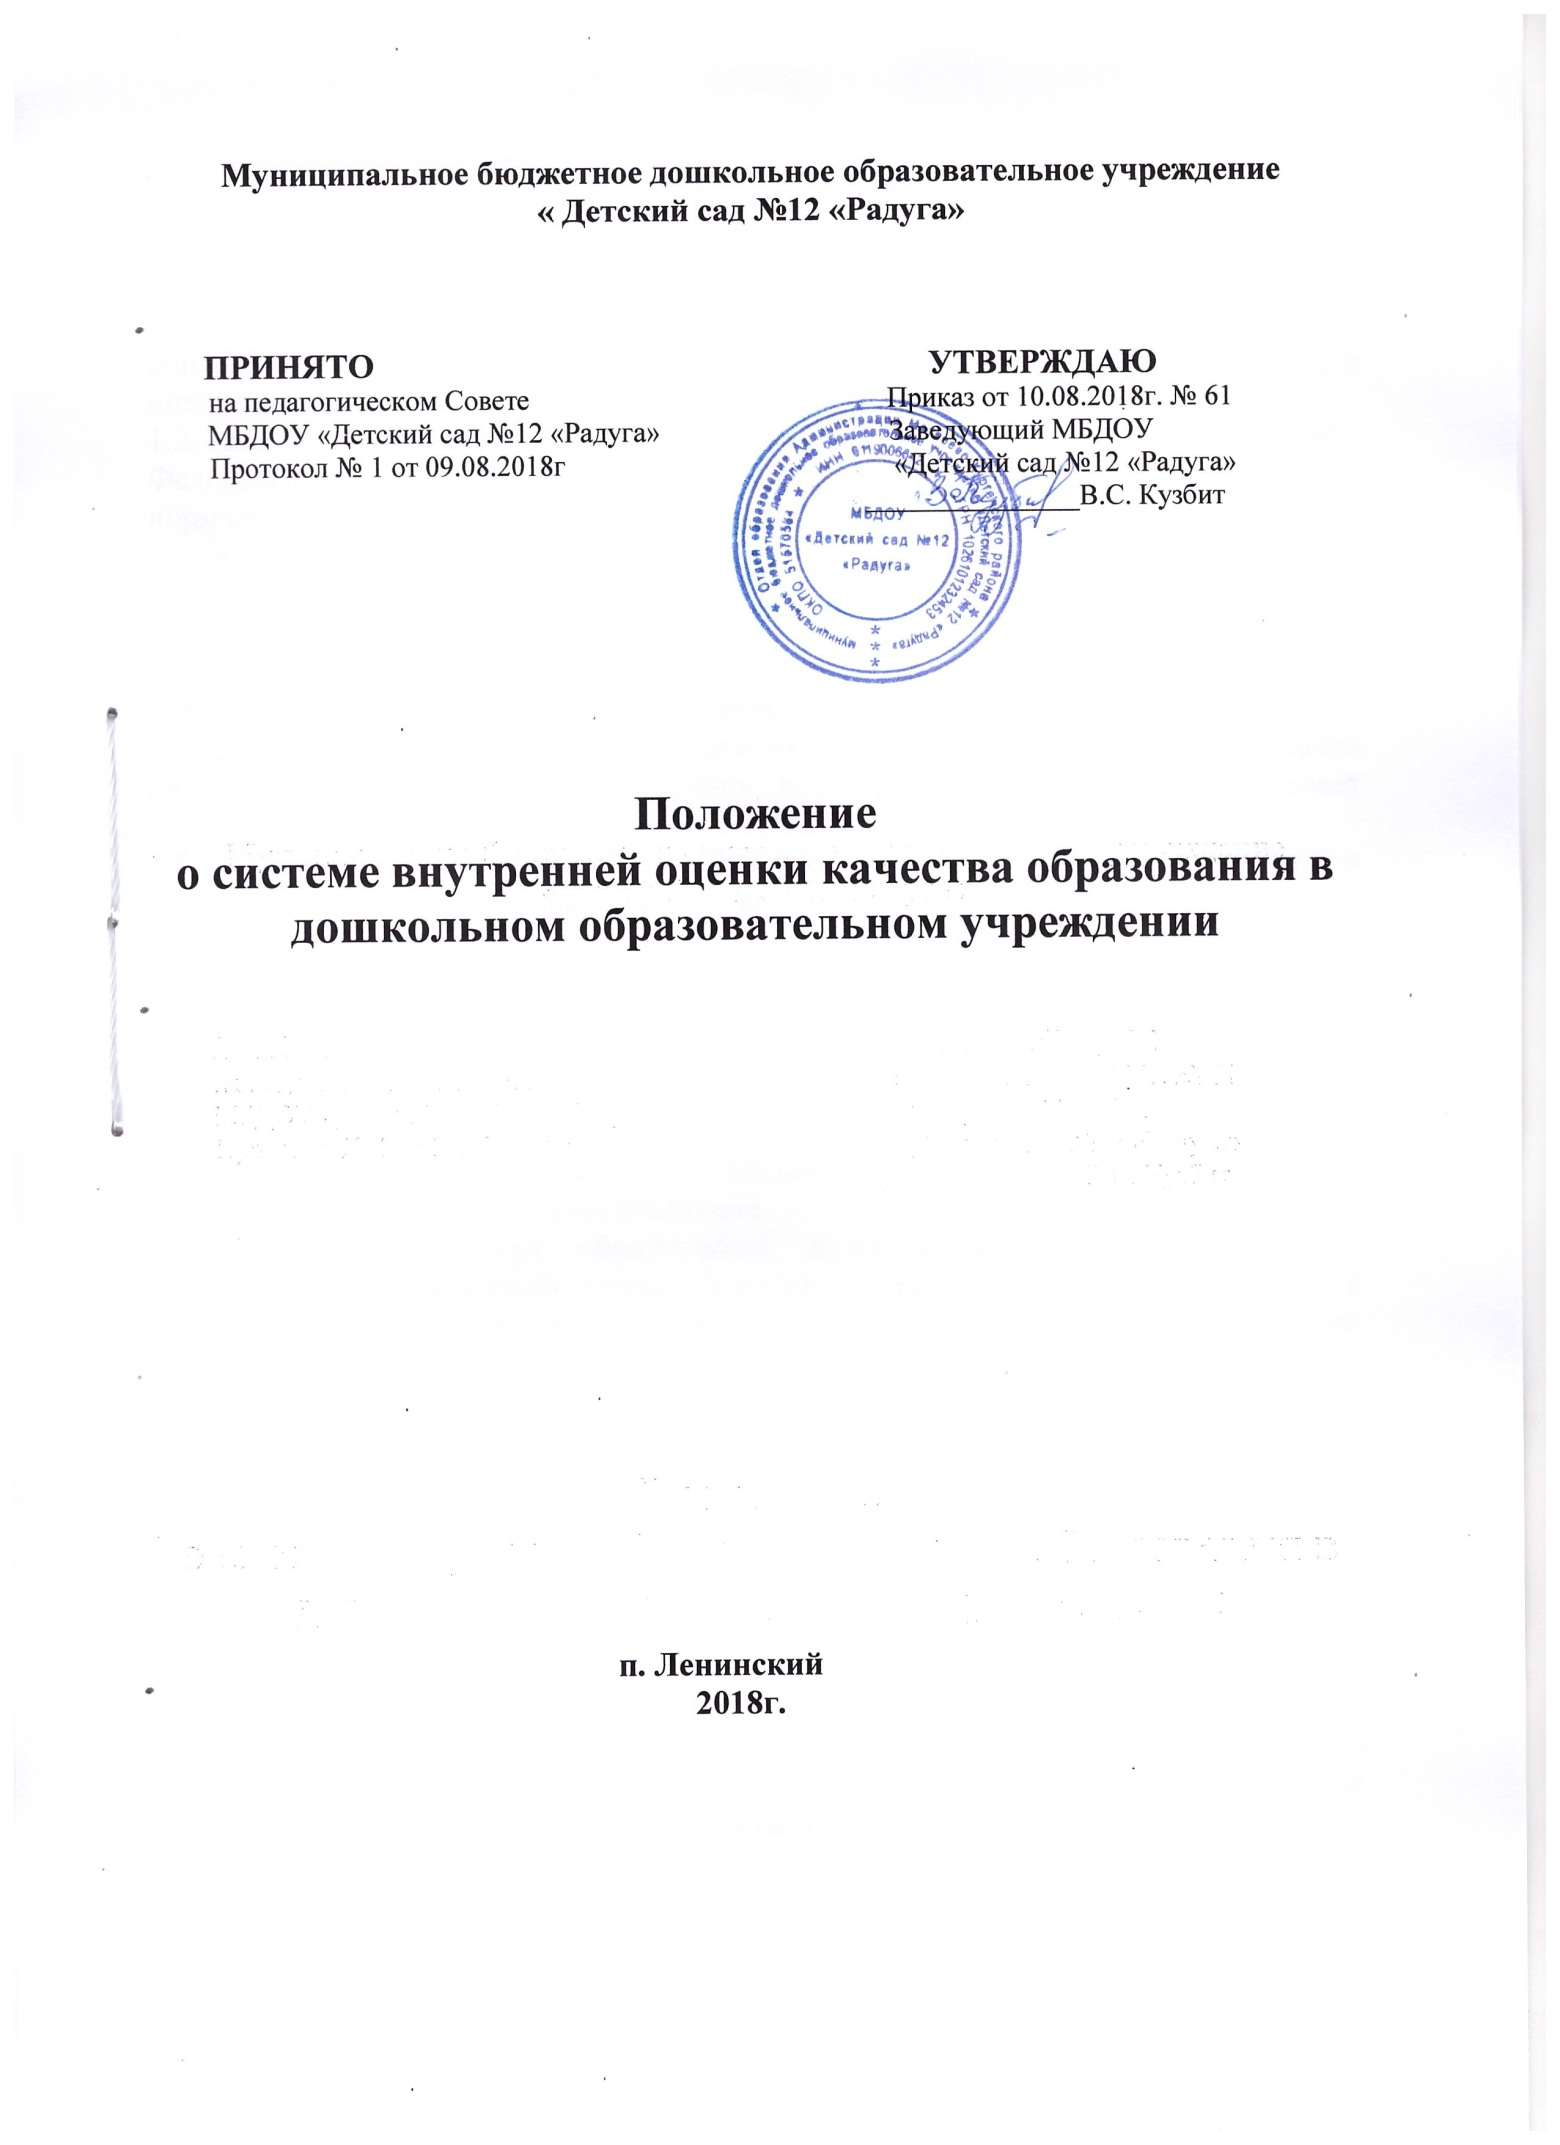 Муниципальное бюджетное дошкольное образовательное учреждение
« Детский сад №12 «Радуга»
ПРИНЯТО
на педагогическом Совете
МБДОУ «Детский сад №12 «Радуга»
Протокол № 1 от 09.08.2018г
УТВЕРЖДАЮ
Приказ от 10.08.2018г. № 61
Заведующий МБДОУ
«Детский сад №12 «Радуга»
В.С. Кузбит
МБДОУ
«Детский сад №12
«Радуга»
Положение
о системе внутренней оценки качества образования в
дошкольном образовательном учреждении
п. Ленинский
2018г.